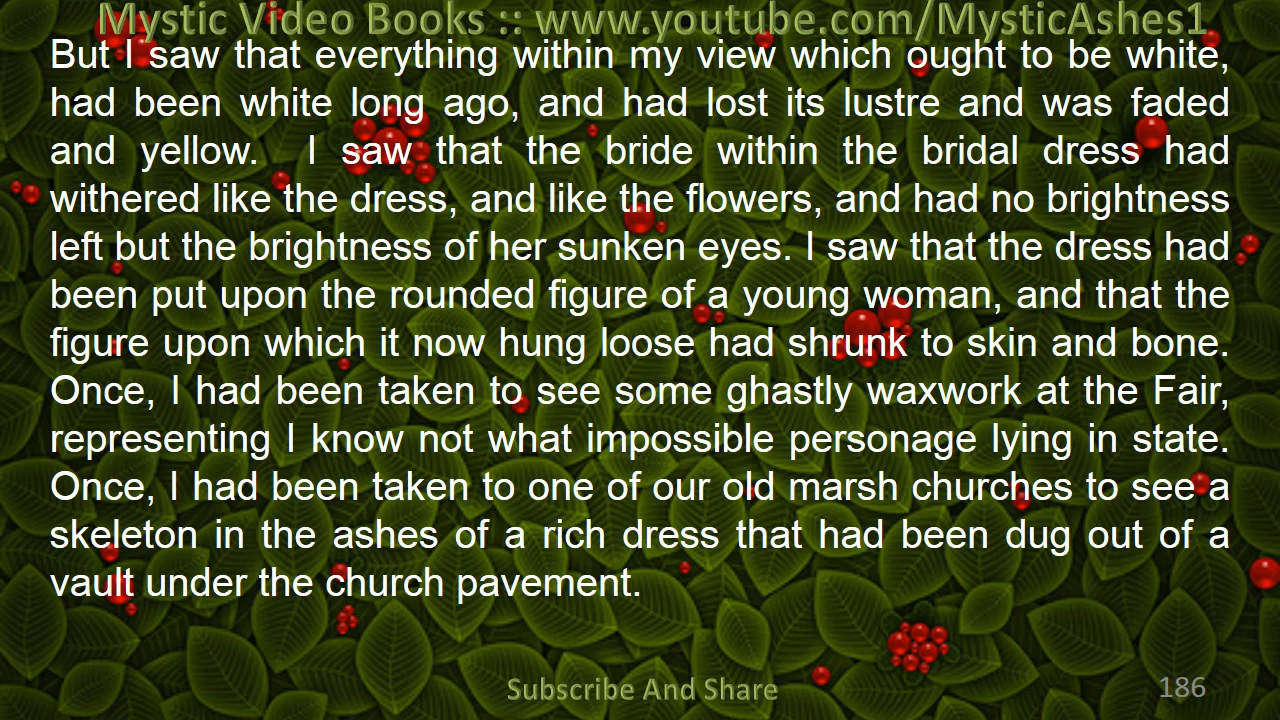 Mystic Video Books :: www.youtube.com/MysticAshes1
But I saw that everything within my view which ought to be white,
had been white long ago, and had lost its lustre and was faded
and yellow. I saw that the bride within the bridal dress had
withered like the dress, and like the flowers, and had no brightness
left but the brightness of her sunken eyes. I saw that the dress had
been put upon the rounded figure of a young woman, and that the
figure upon which it now hung loose had shrunk to skin and bone.
Once, I had been taken to see some ghastly waxwork at the Fair,
representing I know not what impossible personage lying in state.
Once, I had been taken to one of our old marsh churches to see a
skeleton in the ashes of a rich dress that had been dug out of a
vault under the church pavement.
Subscribe And Share
186